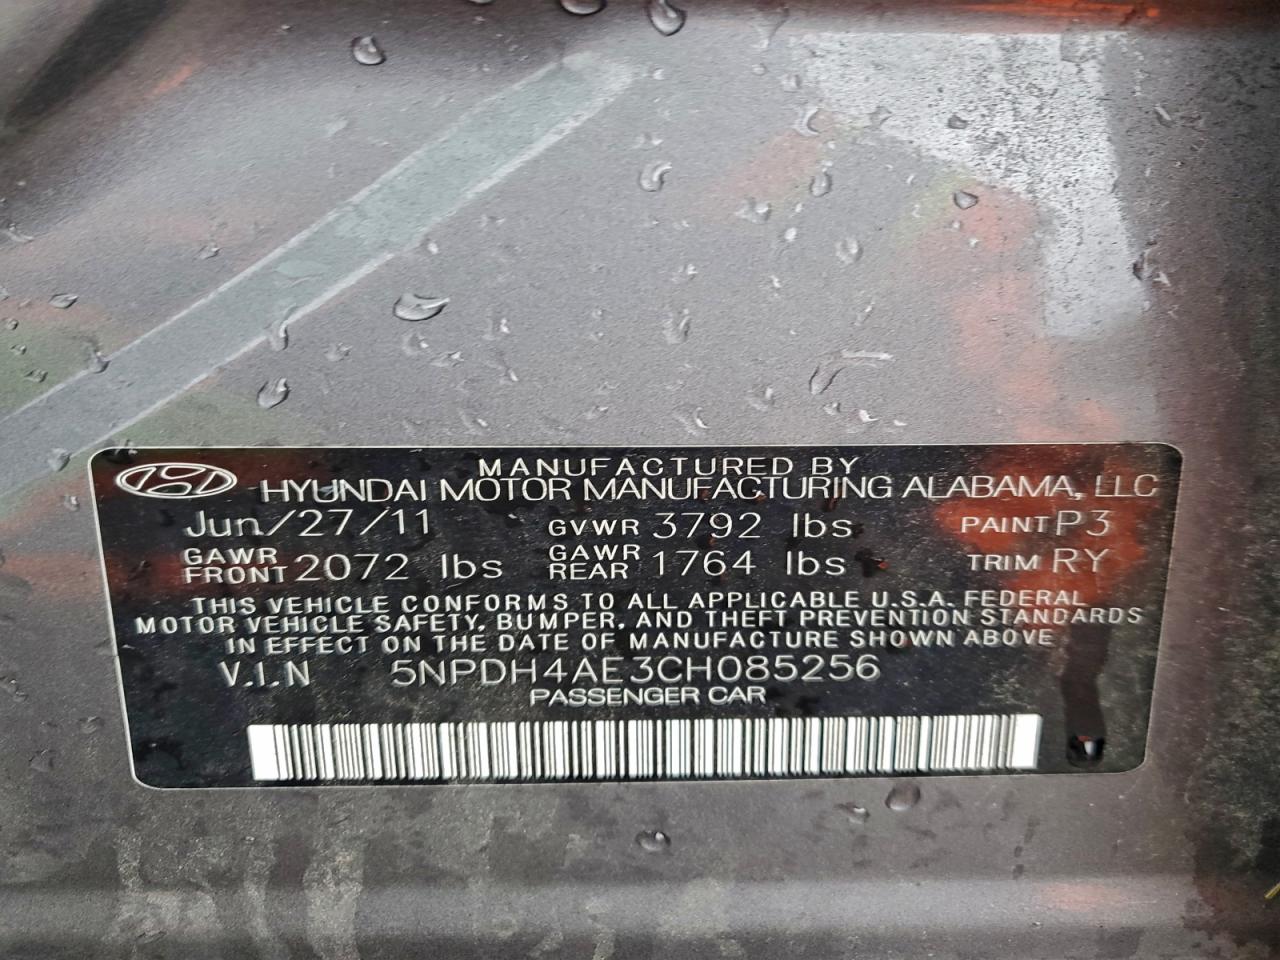 MANUFACTURED BY
HYUNDAI MOTOR MANUFACTURING ALABAMA, LLC
Jun/27/11 GVWR 3792 lbs PAINT P3
GAWR FRONT 2072 lbs GAWR REAR 1764 lbs TRIM RY
THIS VEHICLE CONFORMS TO ALL APPLICABLE U.S.A. FEDERAL
MOTOR VEHICLE SAFETY, BUMPER, AND THEFT PREVENTION STANDARDS
IN EFFECT ON THE DATE OF MANUFACTURE SHOWN ABOVE
V.I.N 5NPDH4AE3CH085256
PASSENGER CAR